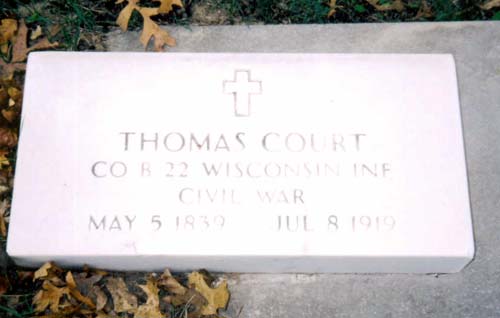 THOMAS COURT
CO B 22 WISCONSIN INF
CIVIL WAR
MAY 5 1839 JUL 8 1919